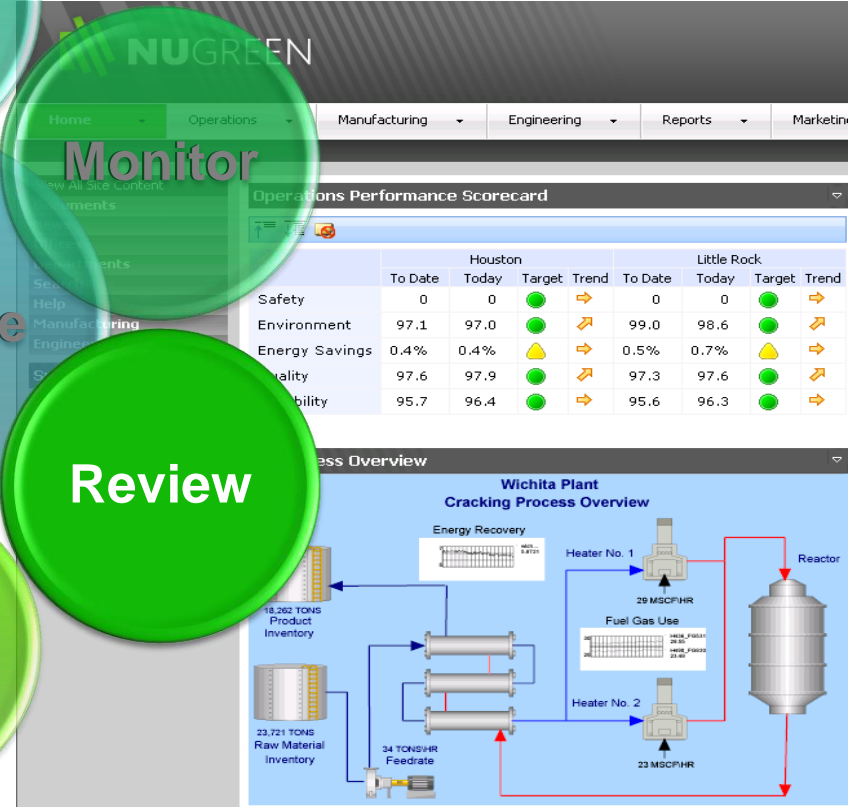 NUGREEN
Home Operations Manufacturing Engineering Reports Marketing
Monitor
View All Site Content
Operations Performance Scorecard
Houston Little Rock
To Date Today Target Trend To Date Today Target Trend
Safety 0 0 0 0
Environment 97.1 97.0 99.0 98.6
Energy Savings 0.4% 0.4% 0.5% 0.7%
Quality 97.6 97.9 97.3 97.6
bility 95.7 96.4 95.6 96.3
Help
Manufacturing
Review
ess Overview
Wichita Plant
Cracking Process Overview
Energy Recovery
Heater No. 1
Reactor
29 MSCF\HR
18,262 TONS
Product
Inventory
Fuel Gas Use
Heater No. 2
23,721 TONS
Raw Material
Inventory
34 TONS\HR
Feedrate
23 MSCF\HR